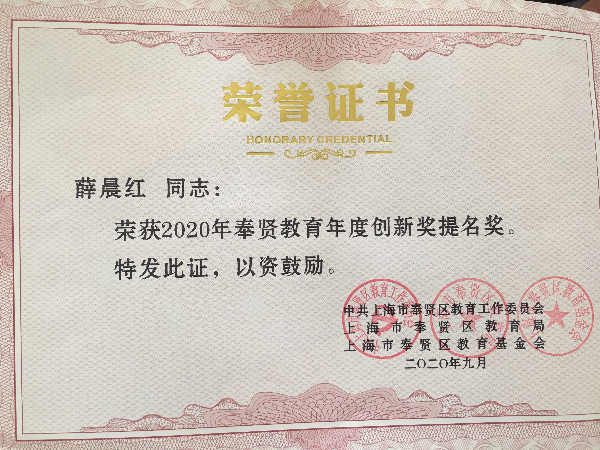 荣誉证书
HONORARY CREDENTIAL
薛晨红 同志：
荣获2020年奉贤教育年度创新奖提名奖。
特发此证，以资鼓励。
中共上海市奉贤区教育工作委员会
上海市奉贤区教育局
上海市奉贤区教育基金会
二〇二〇年九月